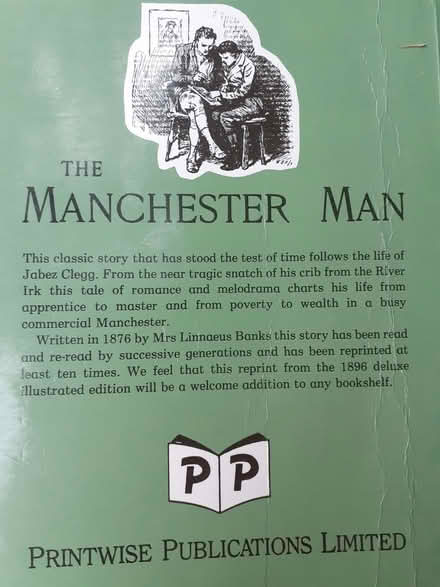 THE
MANCHESTER MAN
This classic story that has stood the test of time follows the life of
Jabez Clegg. From the near tragic snatch of his crib from the River
Irk this tale of romance and melodrama charts his life from
apprentice to master and from poverty to wealth in a busy
commercial Manchester.
Written in 1876 by Mrs Linnaeus Banks this story has been read
and re-read by successive generations and has been reprinted at
least ten times. We feel that this reprint from the 1896 deluxe
illustrated edition will be a welcome addition to any bookshelf.
P P
PRINTWISE PUBLICATIONS LIMITED